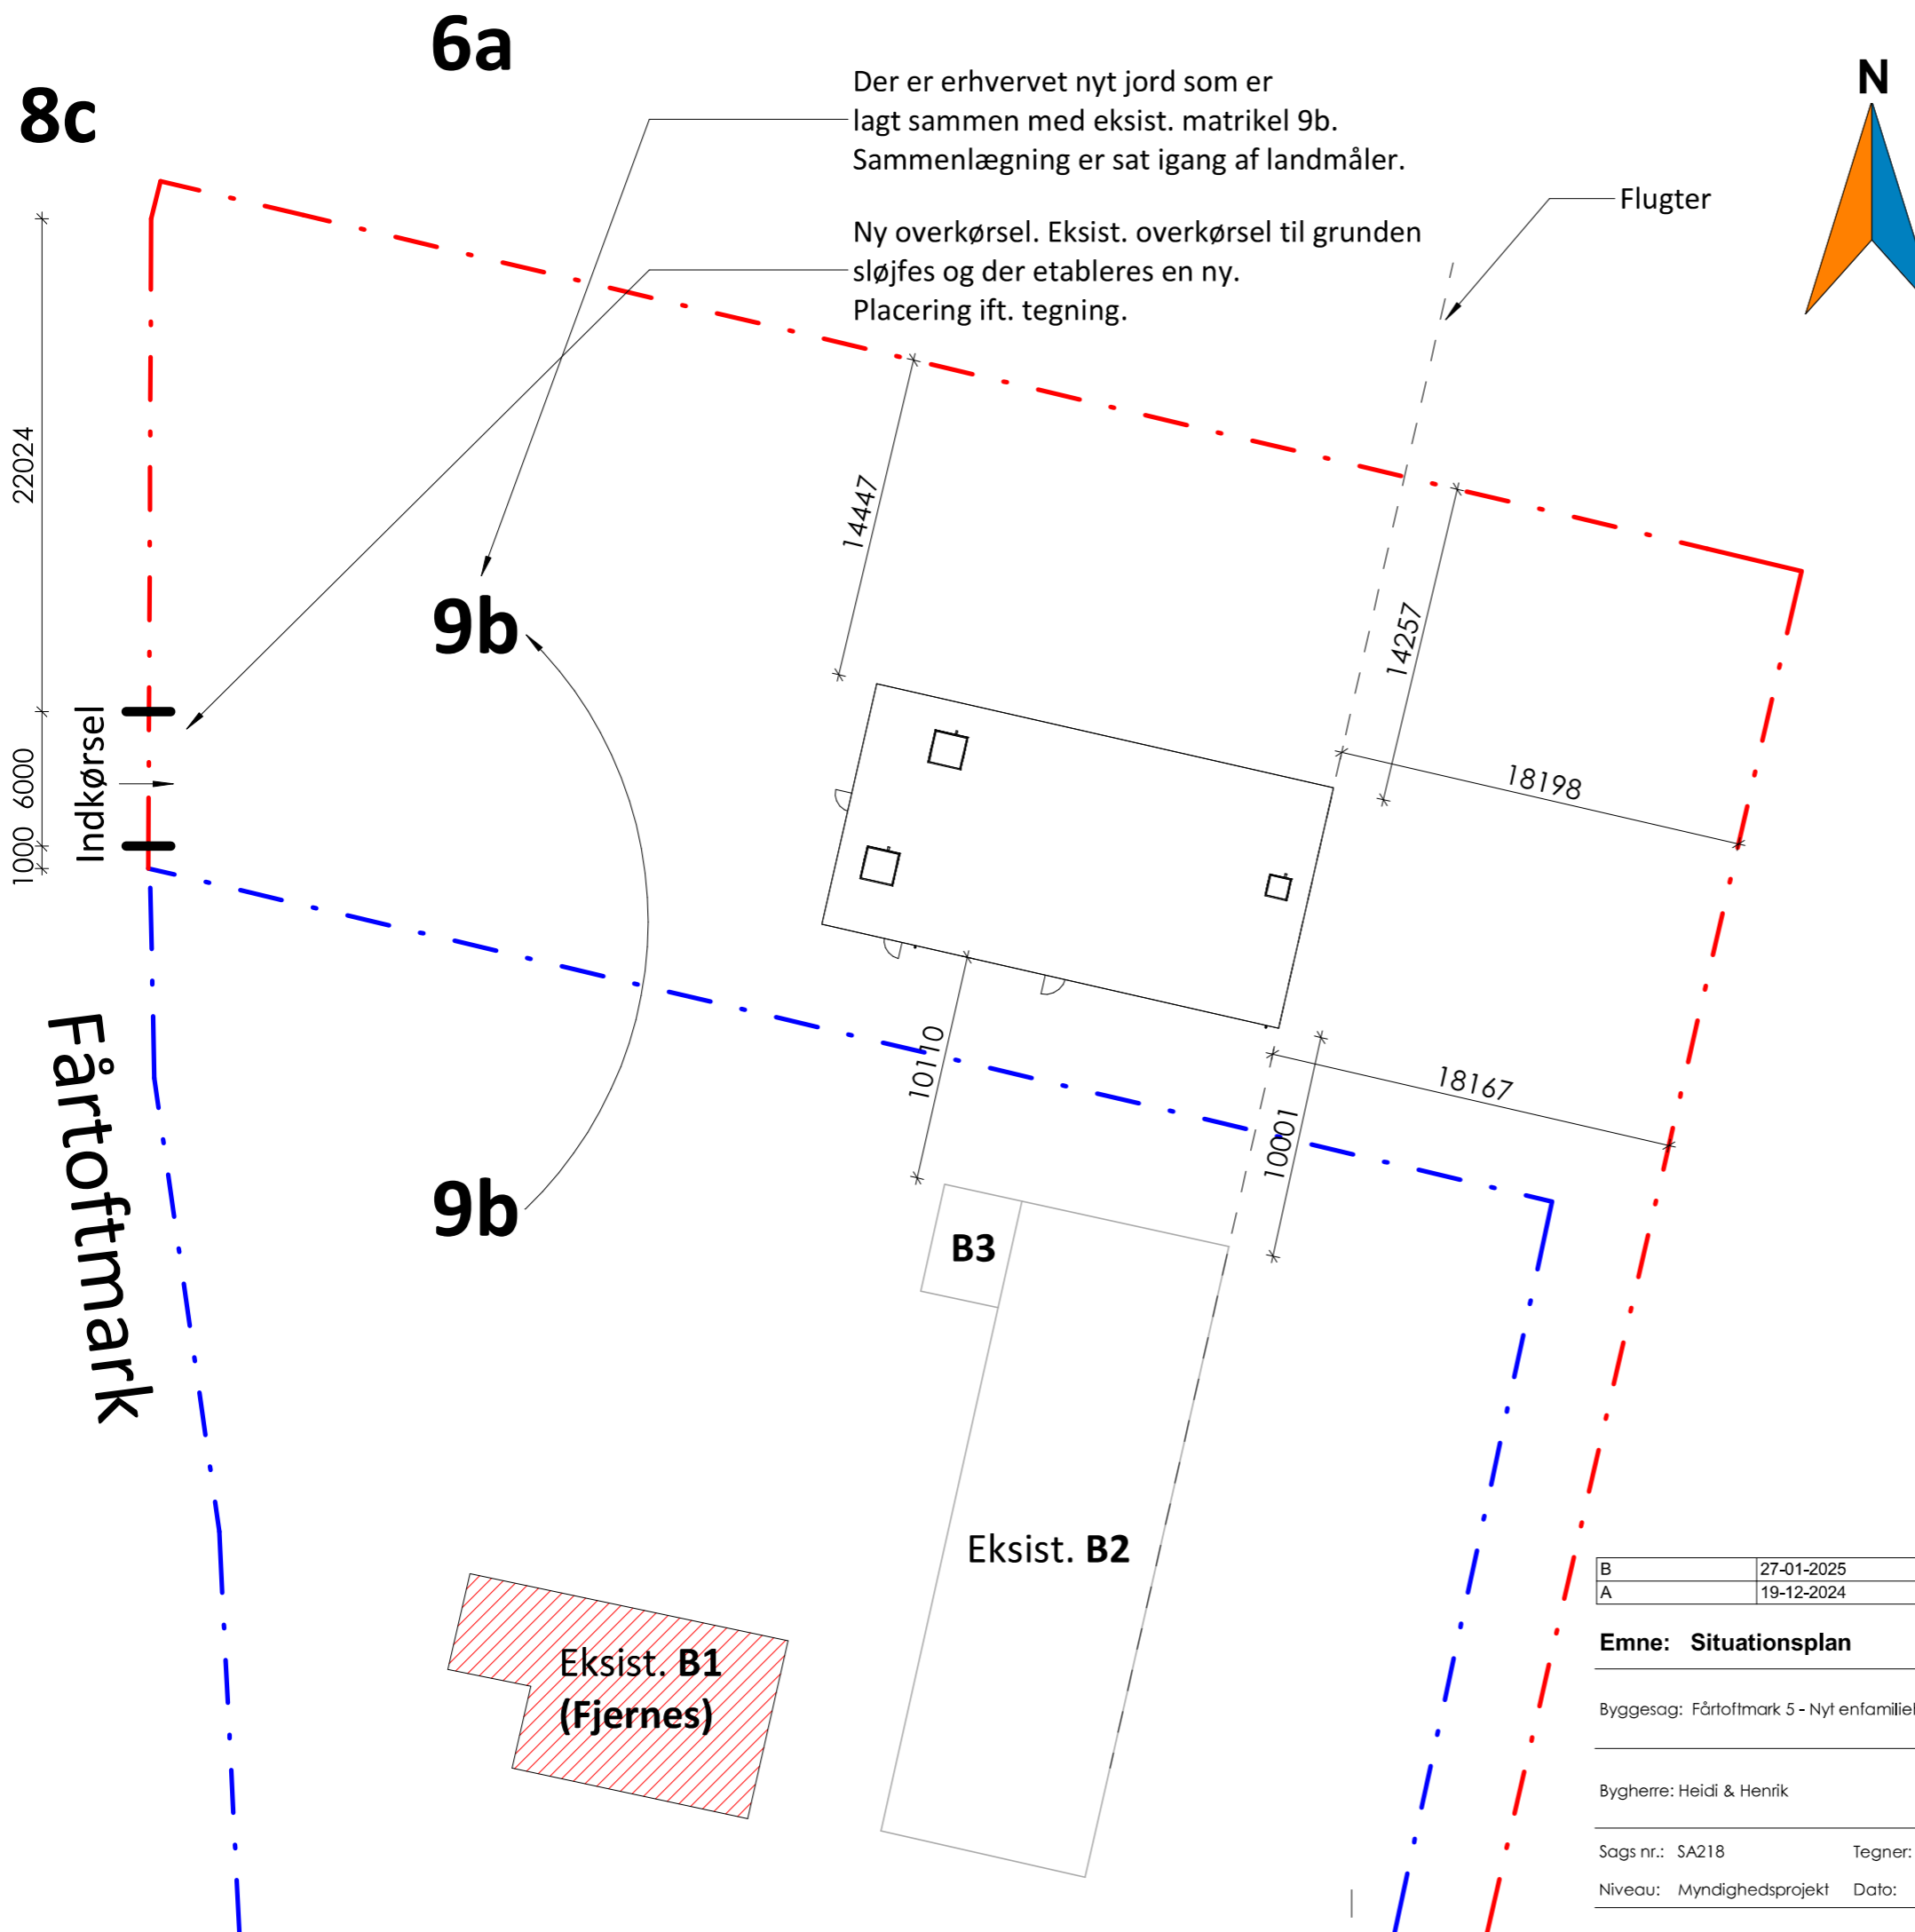 6a
8c
N
Der er erhvervet nyt jord som er
lagt sammen med eksist. matrikel 9b.
Sammenlægning er sat igang af landmåler.
Flugter
Ny overkørsel. Eksist. overkørsel til grunden
sløjfes og der etableres en ny.
Placering ift. tegning.
22024
14447
14257
9b
6000
Indkørsel
1000
18198
10110
18167
10001
Fårtoftmark
9b
B3
Eksist. B2
Eksist. B1
(Fjernes)
B 27-01-2025
A 19-12-2024
Emne: Situationsplan
Byggesag: Fårtoftmark 5 - Nyt
Bygherre: Heidi & Henrik
Sags nr.: SA218 Tegner:
Niveau: Myndighedsprojekt Dato: